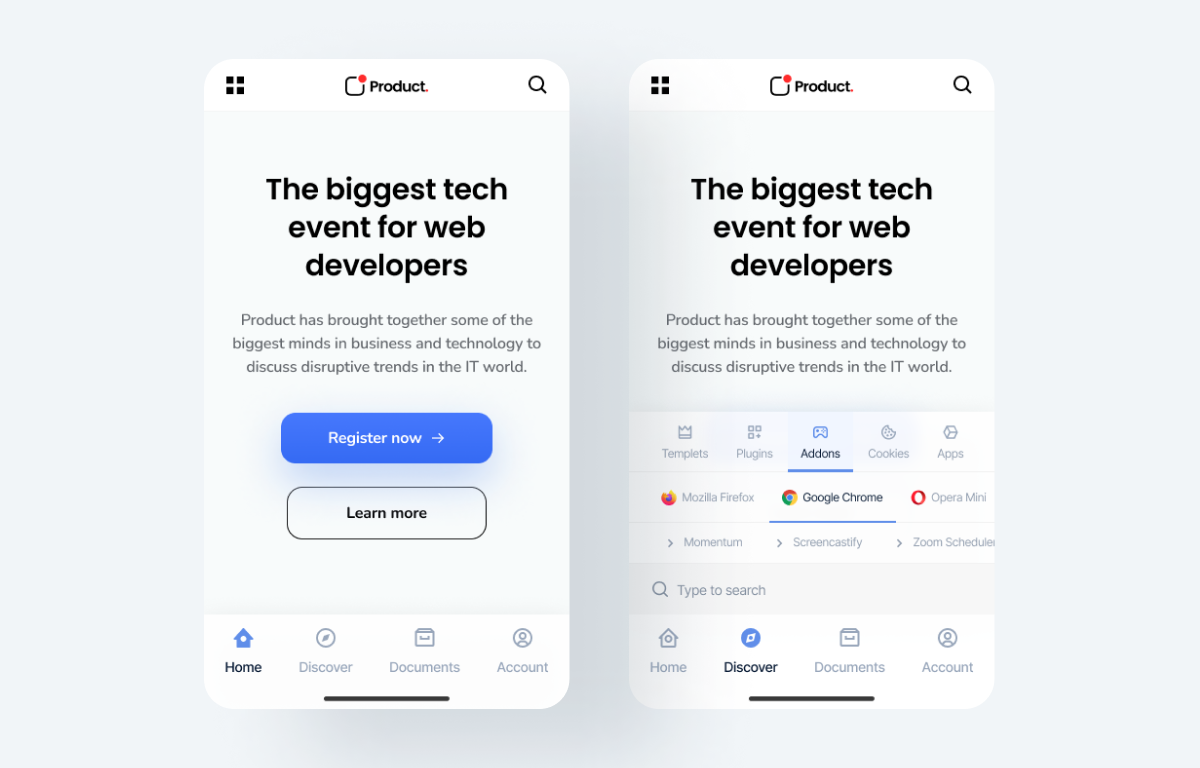 Product.
The biggest tech
event for web
developers
Product has brought together some of the
biggest minds in business and technology to
discuss disruptive trends in the IT world.
Register now →
Learn more
Home Discover Documents Account
Product.
The biggest tech
event for web
developers
Product has brought together some of the
biggest minds in business and technology to
discuss disruptive trends in the IT world.
Templets Plugins Addons Cookies Apps
Mozilla Firefox Google Chrome Opera Mini
Momentum Screencastify Zoom Scheduler
Type to search
Home Discover Documents Account